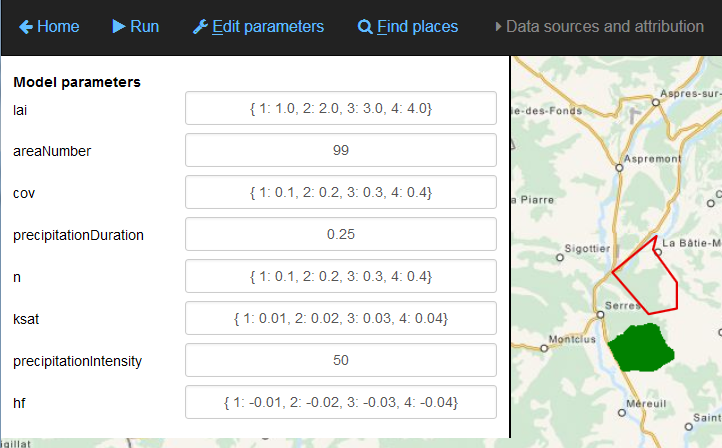 Home Run Edit parameters Find places Data sources and attribution
Model parameters
lai { 1: 1.0, 2: 2.0, 3: 3.0, 4: 4.0}
areaNumber 99
cov { 1: 0.1, 2: 0.2, 3: 0.3, 4: 0.4}
precipitationDuration 0.25
n { 1: 0.1, 2: 0.2, 3: 0.3, 4: 0.4}
ksat { 1: 0.01, 2: 0.02, 3: 0.03, 4: 0.04}
precipitationIntensity 50
hf { 1: -0.01, 2: -0.02, 3: -0.03, 4: -0.04}
Aspres-sur-
ie-des-Fonds
Aspremont
a Pierre
Sigottier
La Bâtie-M
Serres
Montclus
Méreuil
Saint
igillat